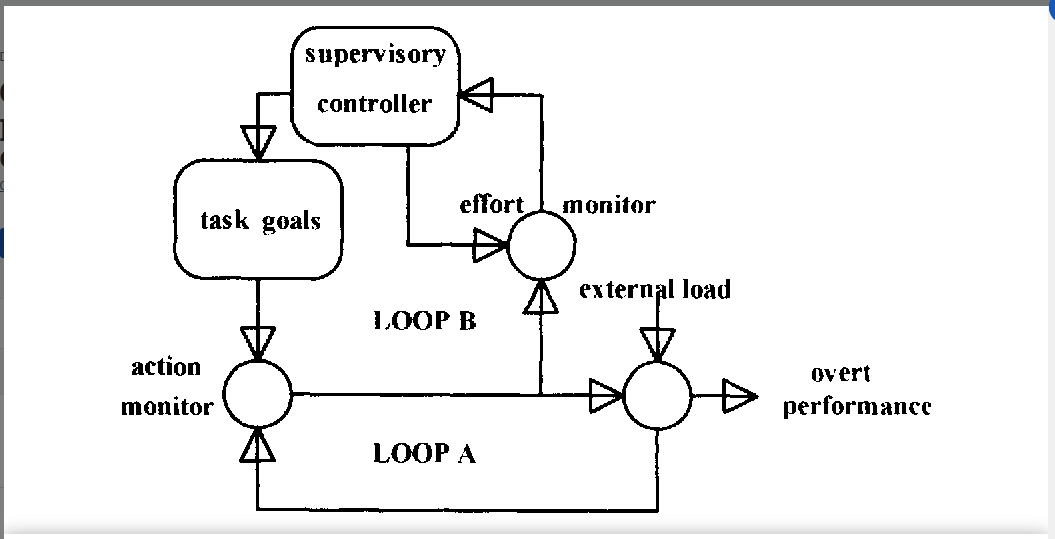 supervisory
controller
task goals
effort monitor
external load
LOOP B
action
monitor
overt
performance
LOOP A